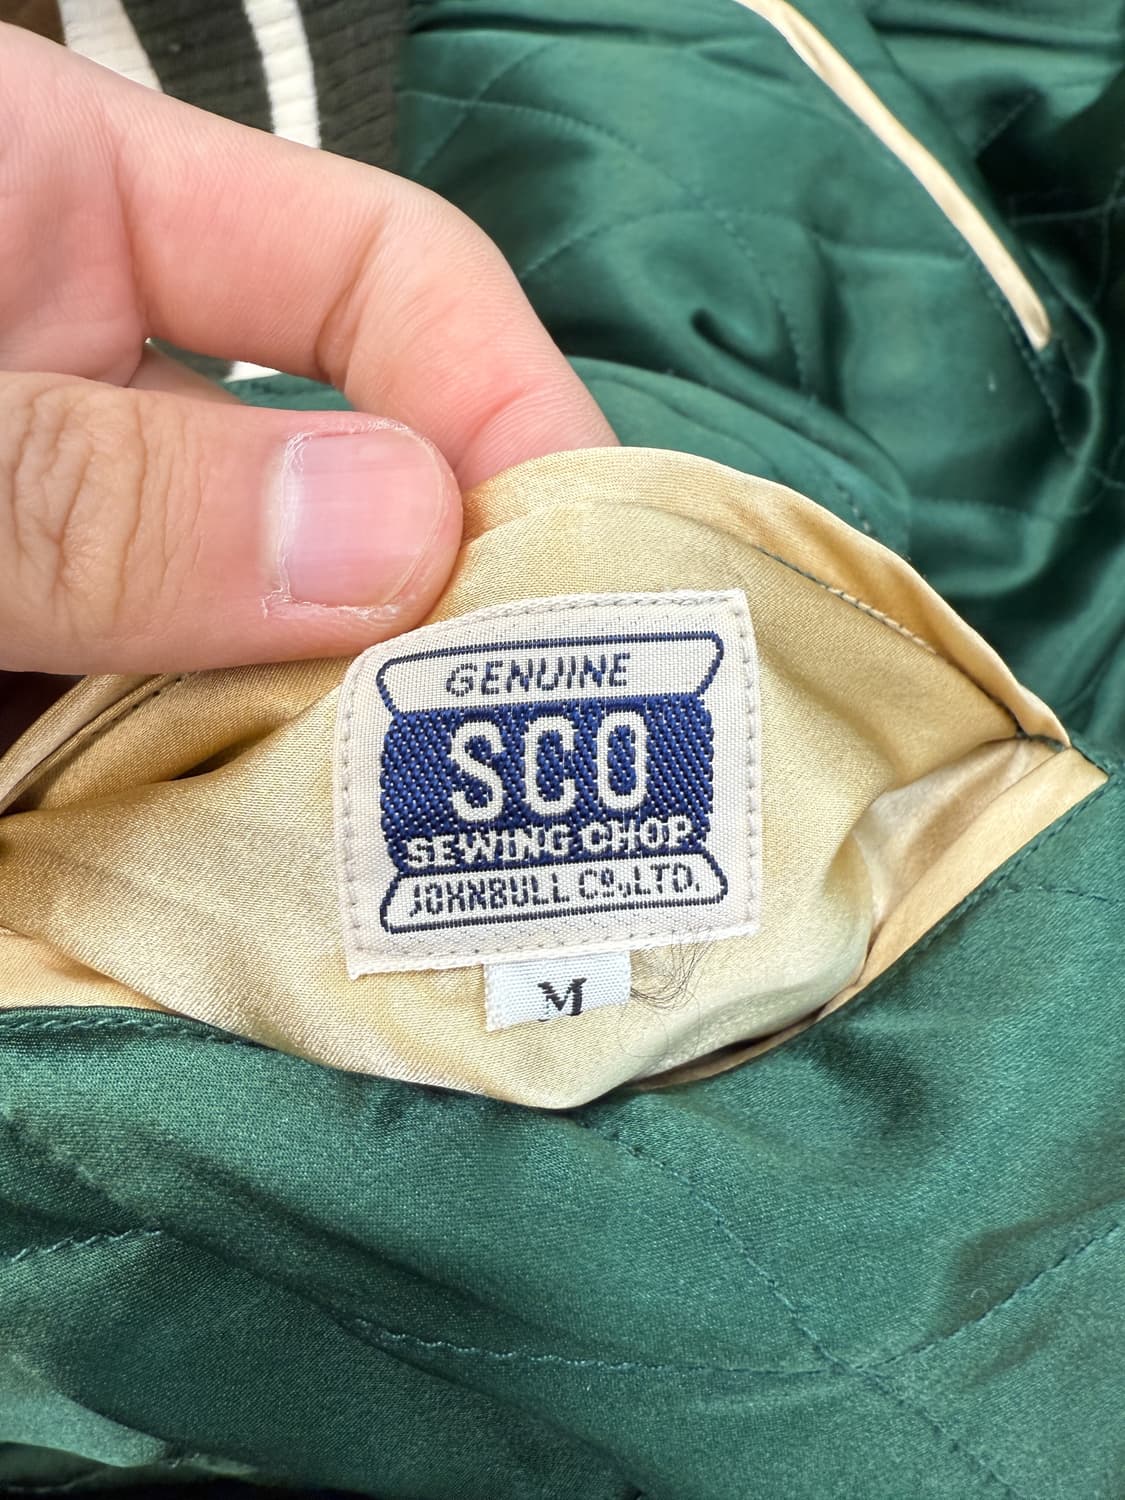 GENUINE
SCO
SEWING CHOP.
JOHNBULL CO.,LTD.
M